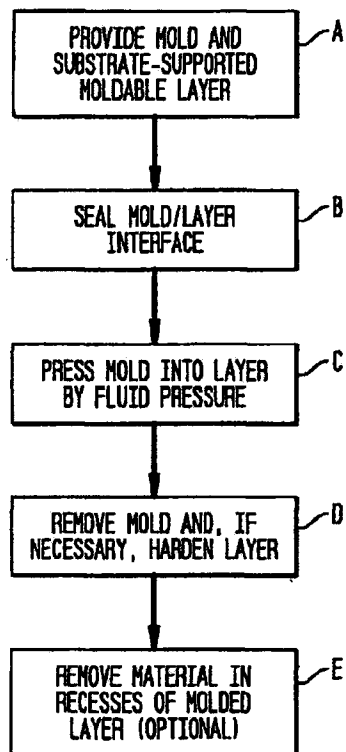 PROVIDE MOLD AND
SUBSTRATE-SUPPORTED
MOLDABLE LAYER
A
SEAL MOLD/LAYER
INTERFACE
B
PRESS MOLD INTO LAYER
BY FLUID PRESSURE
C
REMOVE MOLD AND, IF
NECESSARY, HARDEN LAYER
D
REMOVE MATERIAL IN
RECESSES OF MOLDED
LAYER (OPTIONAL)
E